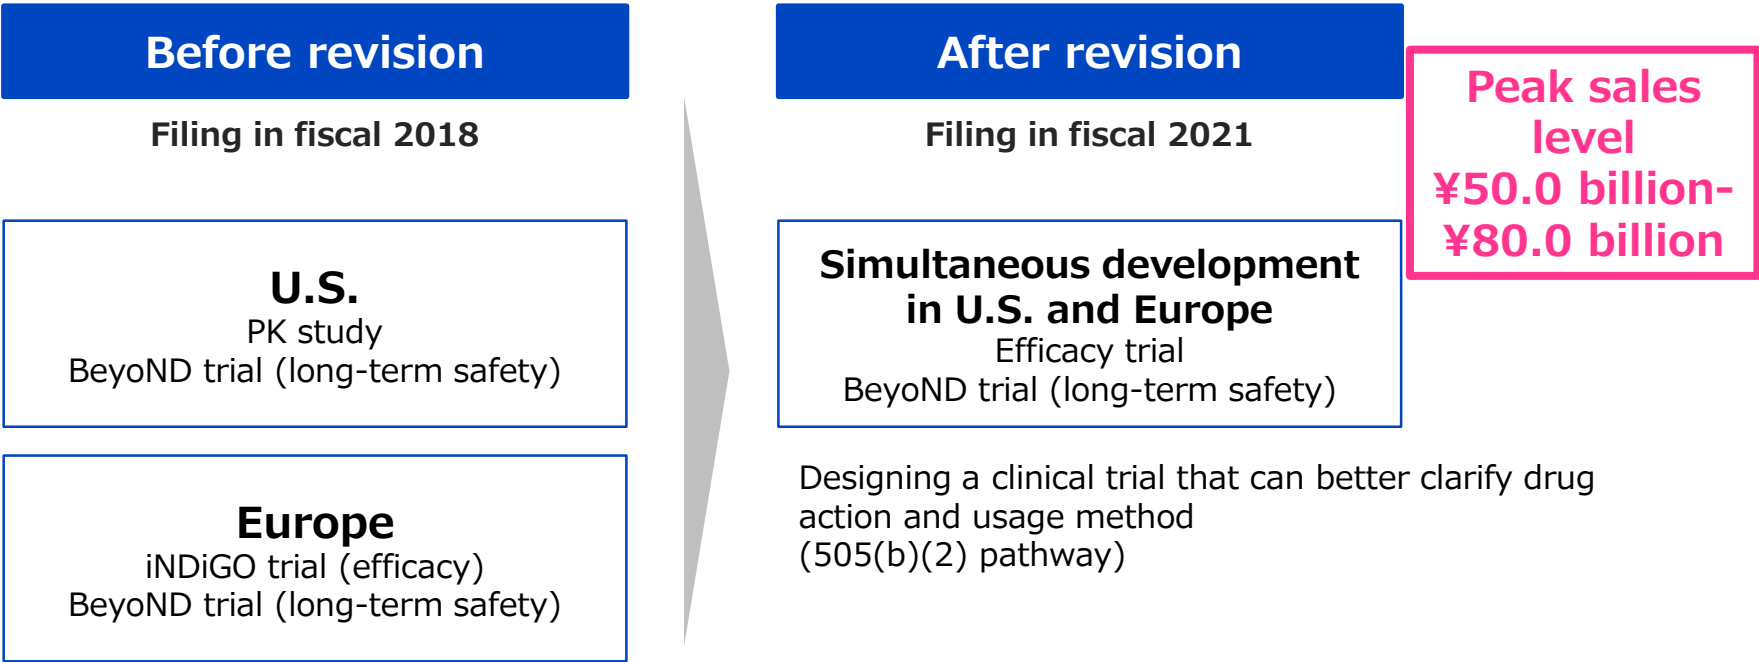 Before revision
Filing in fiscal 2018
U.S.
PK study
BeyoND trial (long-term safety)
Europe
iNDiGO trial (efficacy)
BeyoND trial (long-term safety)
After revision
Filing in fiscal 2021
Peak sales
level
¥50.0 billion-
¥80.0 billion
Simultaneous development
in U.S. and Europe
Efficacy trial
BeyoND trial (long-term safety)
Designing a clinical trial that can better clarify drug
action and usage method
(505(b)(2) pathway)